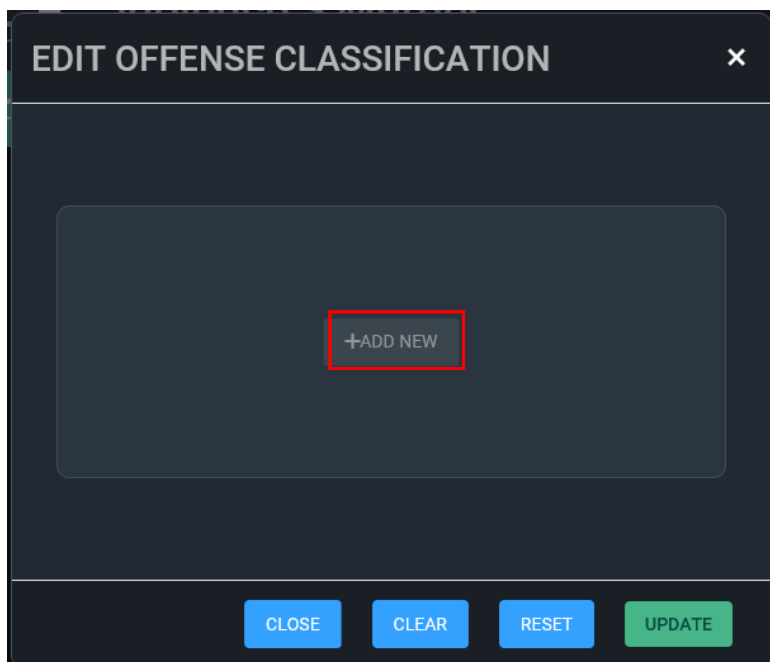 EDIT OFFENSE CLASSIFICATION ×
+ADD NEW
CLOSE CLEAR RESET UPDATE